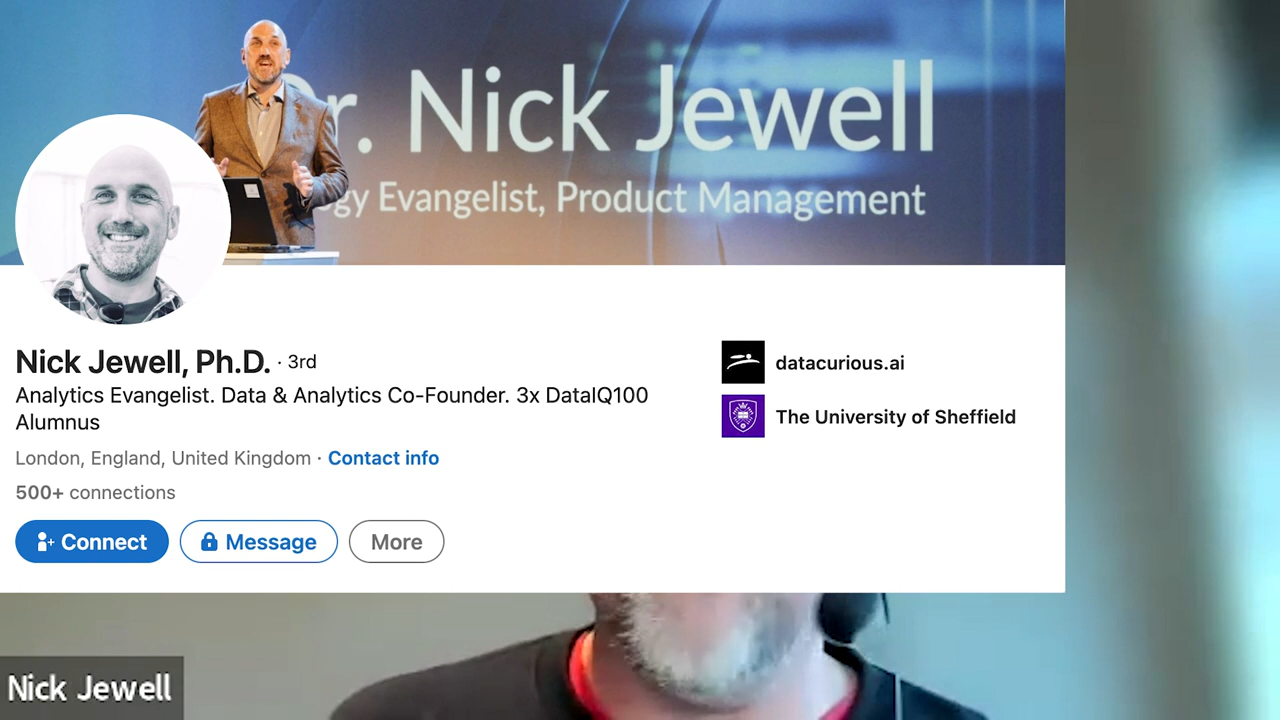 r. Nick Jewell
gy Evangelist, Product Management
Nick Jewell, Ph.D. · 3rd
Analytics Evangelist. Data & Analytics Co-Founder. 3x DataIQ100
Alumnus
London, England, United Kingdom · Contact info
500+ connections
Connect
Message
More
datacurious.ai
The University of Sheffield
Nick Jewell